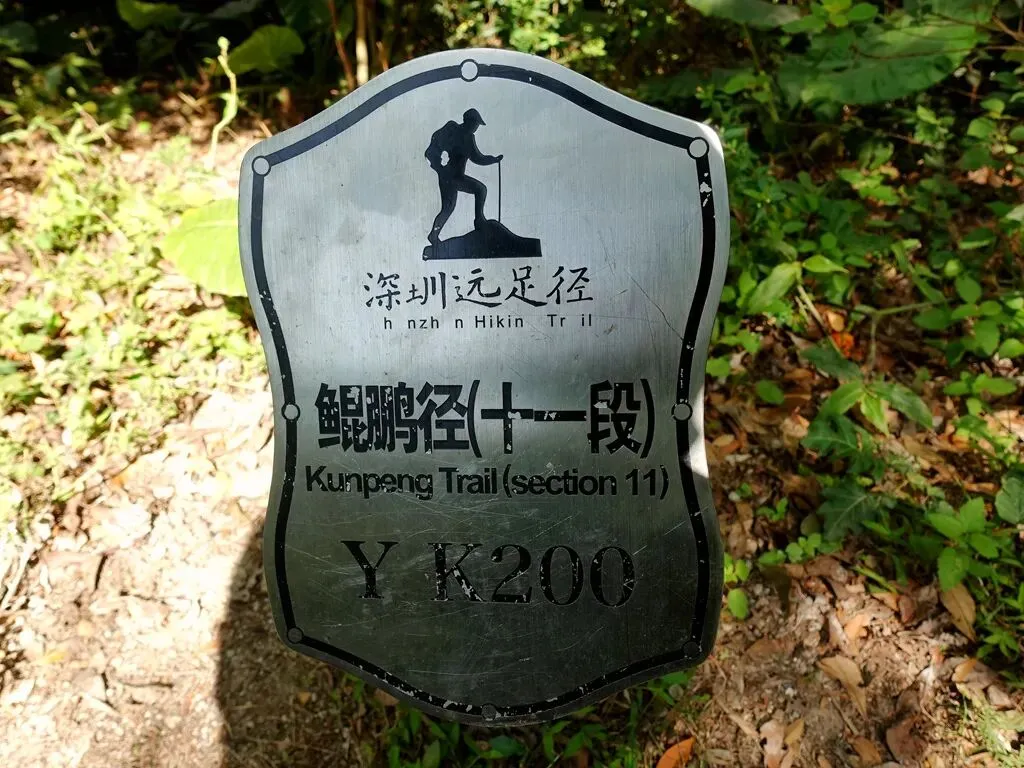 深圳远足径
h nzh n Hikin Tr il
鲲鹏径(十一段)
Kunpeng Trail (section 11)
Y K200